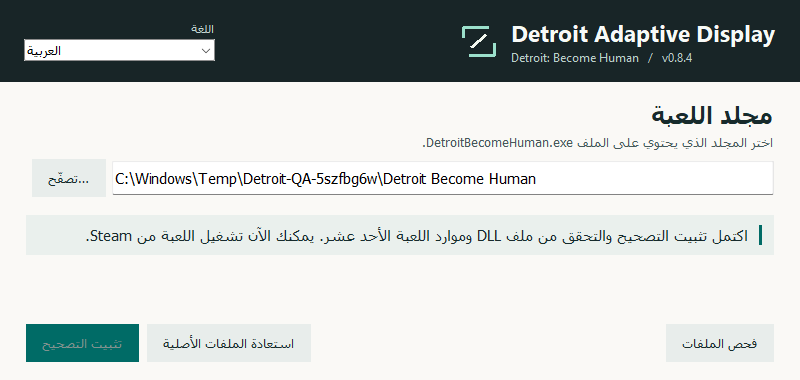 اللغة
العربية
Detroit Adaptive Display
Detroit: Become Human / v0.8.4
مجلد اللعبة
اختر المجلد الذي يحتوي على الملف DetroitBecomeHuman.exe.
C:\Windows\Temp\Detroit-QA-5szfbg6w\Detroit Become Human
تصفّح...
اكتمل تثبيت التصحيح والتحقق من ملف DLL وموارد اللعبة الأحد عشر. يمكنك الآن تشغيل اللعبة من Steam.
فحص الملفات
استعادة الملفات الأصلية
تثبيت التصحيح